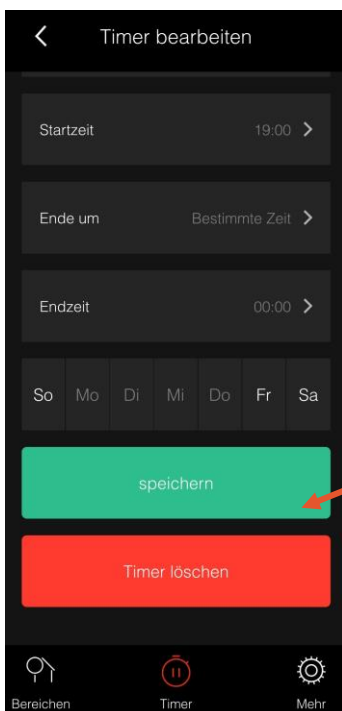 Timer bearbeiten
Startzeit 19:00
Ende um Bestimmte Zeit
Endzeit 00:00
So Mo Di Mi Do Fr Sa
speichern
Timer löschen
Bereichen Timer Mehr